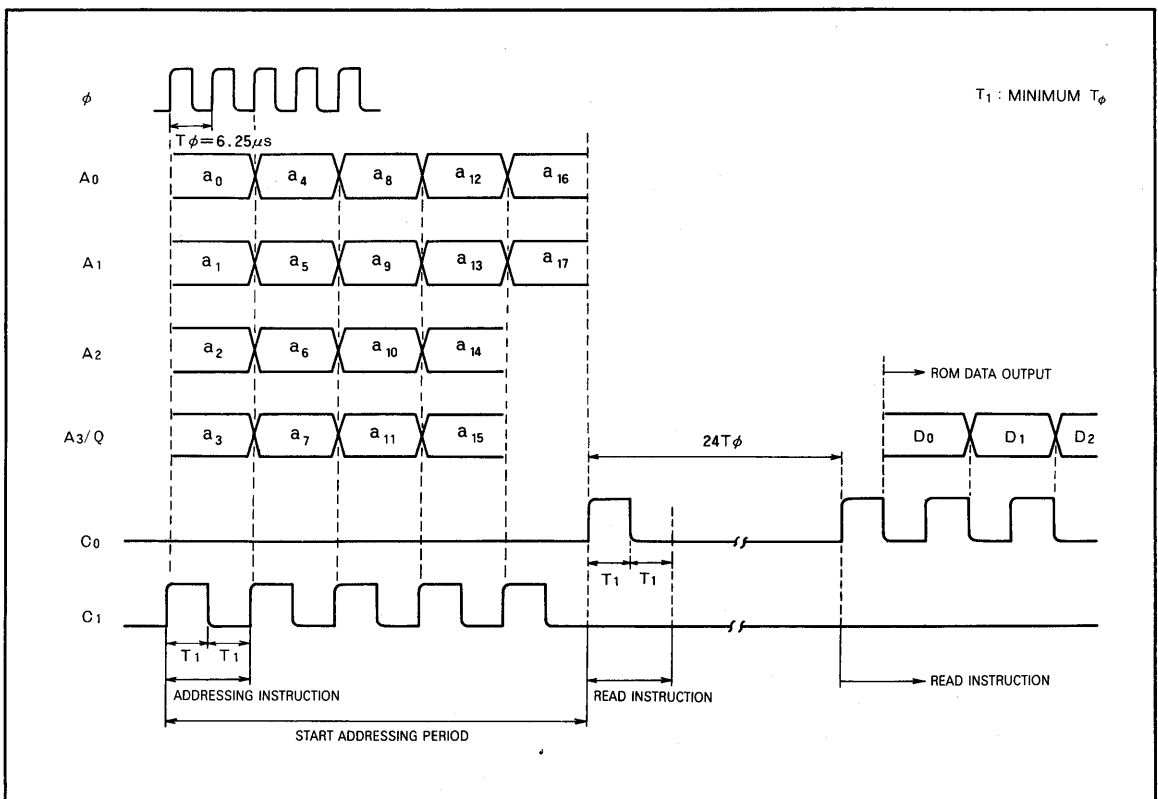 φ
T₁ : MINIMUM Tφ
Tφ=6.25μs
A₀ a₀ a₄ a₈ a₁₂ a₁₆
A₁ a₁ a₅ a₉ a₁₃ a₁₇
A₂ a₂ a₆ a₁₀ a₁₄
ROM DATA OUTPUT
A₃/Q a₃ a₇ a₁₁ a₁₅ 24Tφ D₀ D₁ D₂
C₀
T₁ T₁
C₁
T₁ T₁
ADDRESSING INSTRUCTION READ INSTRUCTION READ INSTRUCTION
START ADDRESSING PERIOD